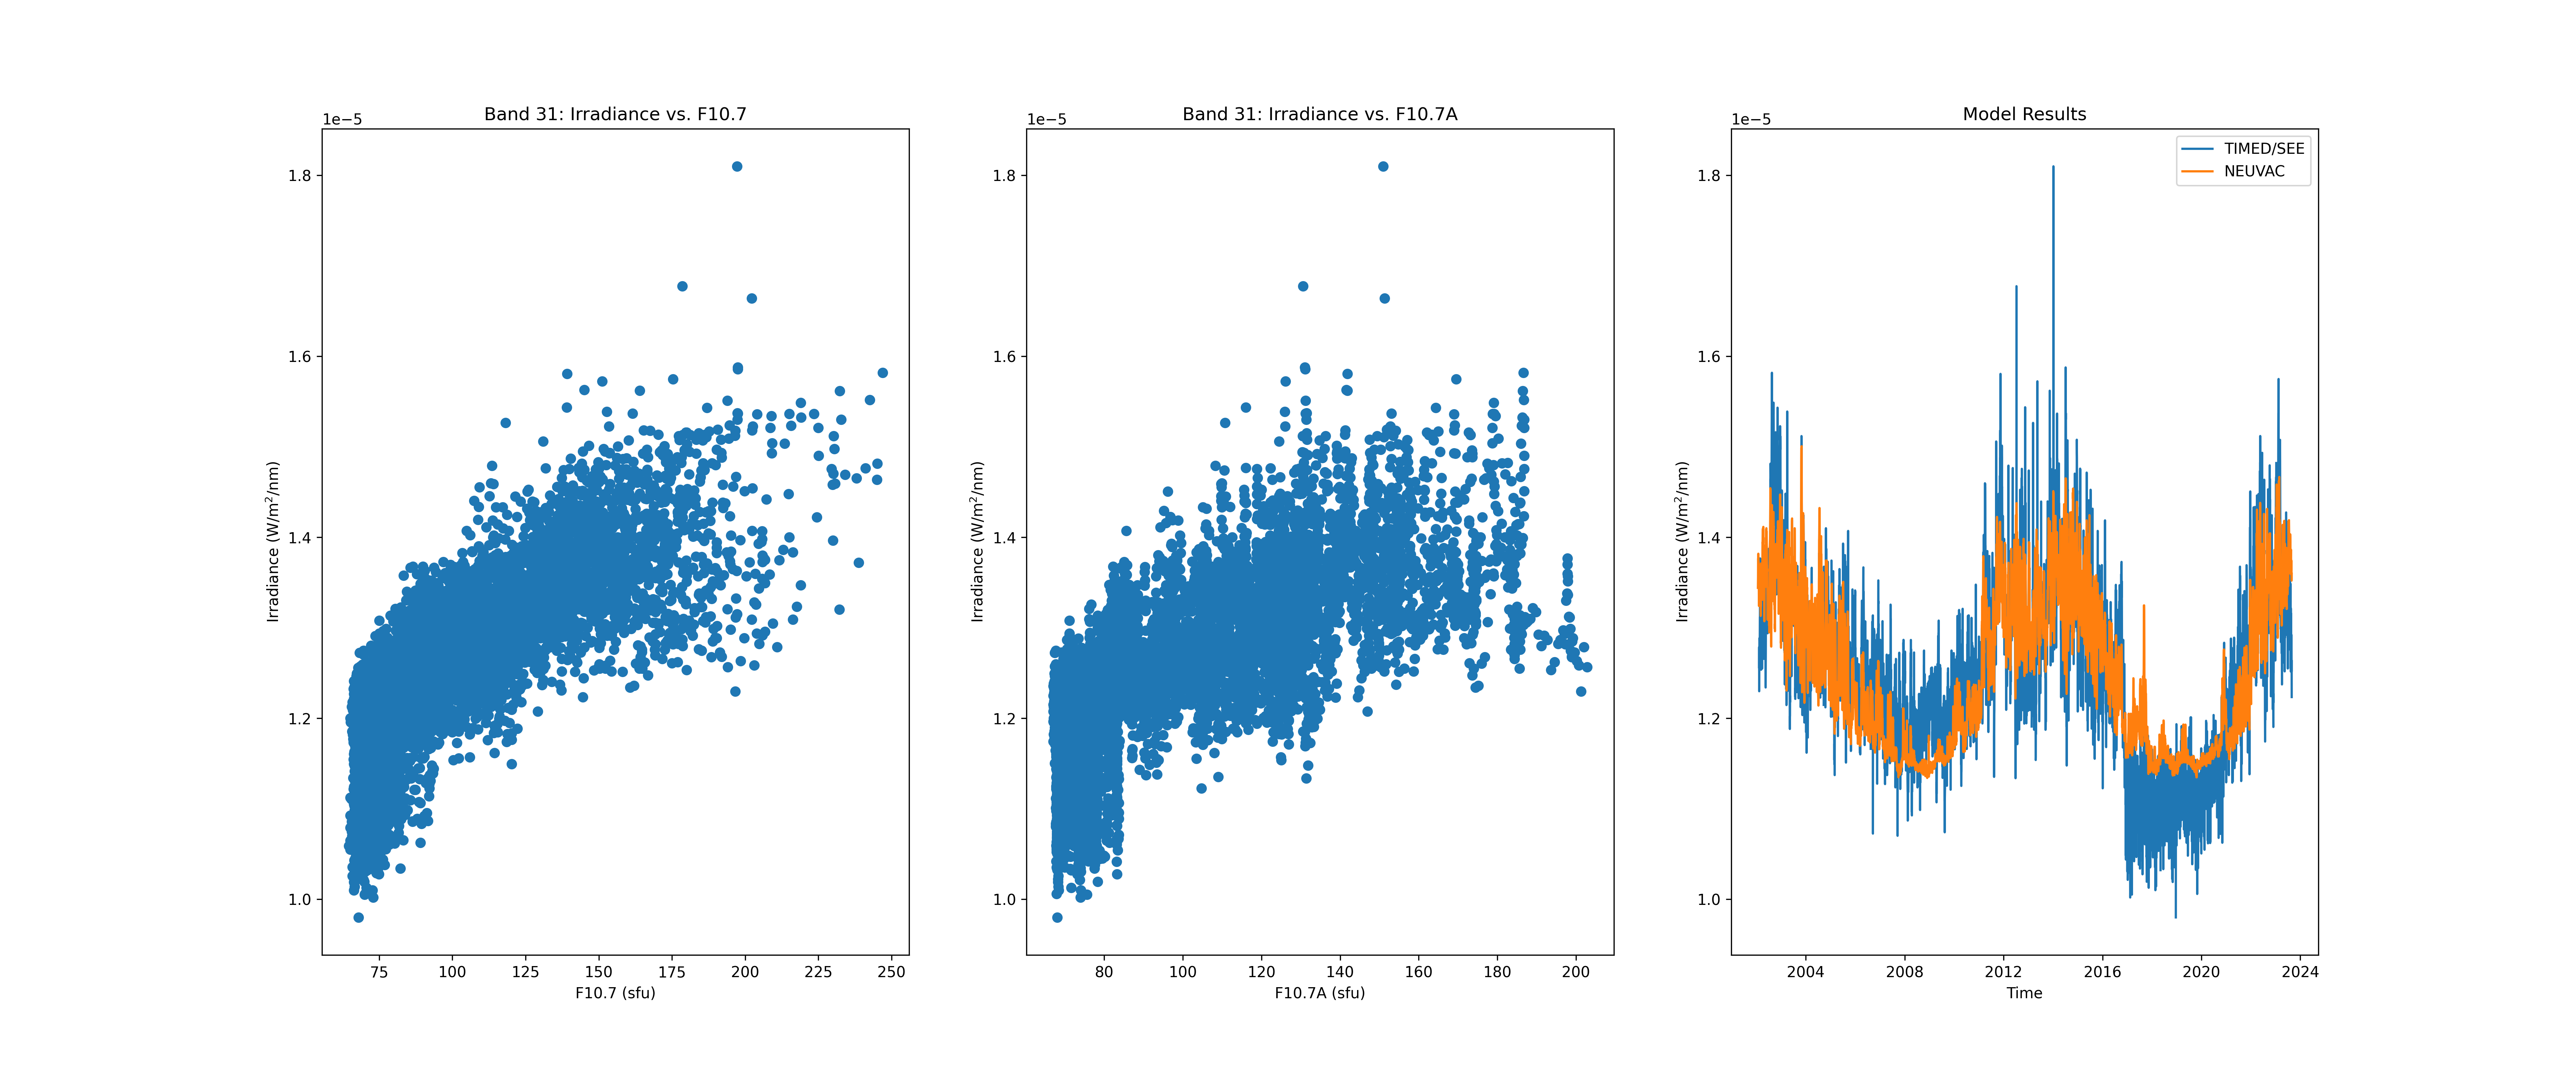 Band 31: Irradiance vs. F10.7
1e−5
1.8
1.6
1.4
1.2
1.0
Irradiance (W/m²/nm)
75 100 125 150 175 200 225 250
F10.7 (sfu)
Band 31: Irradiance vs. F10.7A
1e−5
1.8
1.6
1.4
1.2
1.0
Irradiance (W/m²/nm)
80 100 120 140 160 180 200
F10.7A (sfu)
Model Results
1e−5
TIMED/SEE
NEUVAC
1.8
1.6
1.4
1.2
1.0
Irradiance (W/m²/nm)
2004 2008 2012 2016 2020 2024
Time